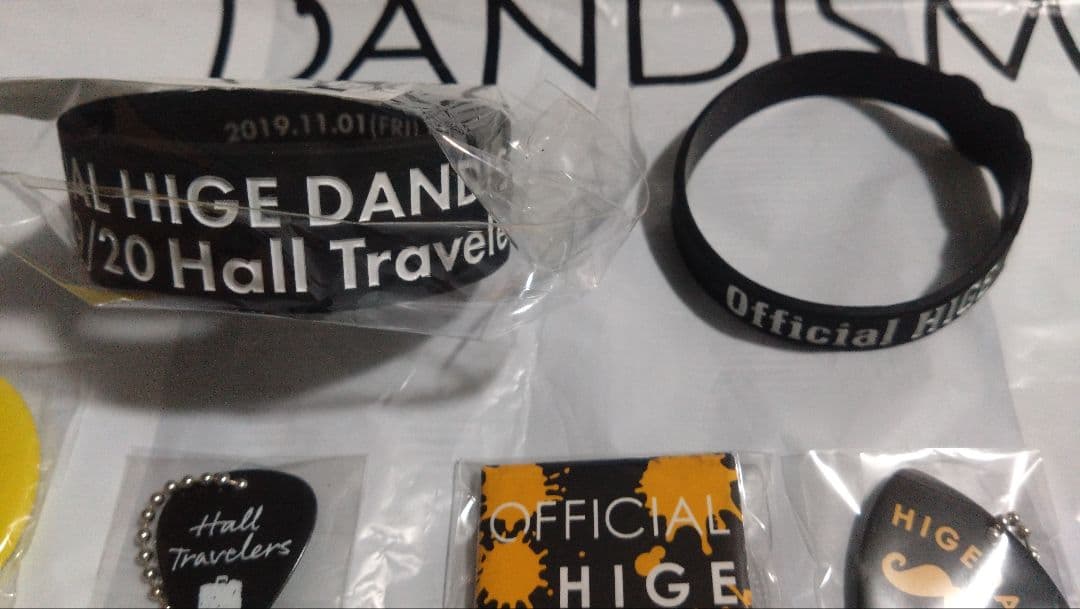 DANDISM
2019.11.01(FRI)
AL HIGE DAND
/20 Hall Travele
Official HIGE
Hall
Travelers
OFFICIAL
HIGE
HIGE